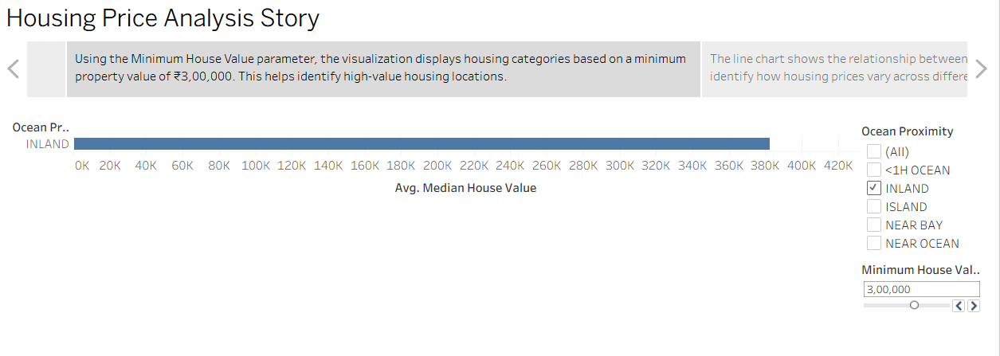 Housing Price Analysis Story
Using the Minimum House Value parameter, the visualization displays housing categories based on a minimum
property value of ₹3,00,000. This helps identify high-value housing locations.
The line chart shows the relationship between
identify how housing prices vary across differe
Ocean Pr..
INLAND
0K 20K 40K 60K 80K 100K 120K 140K 160K 180K 200K 220K 240K 260K 280K 300K 320K 340K 360K 380K 400K 420K
Avg. Median House Value
Ocean Proximity
(All)
<1H OCEAN
INLAND
ISLAND
NEAR BAY
NEAR OCEAN
Minimum House Val..
3,00,000